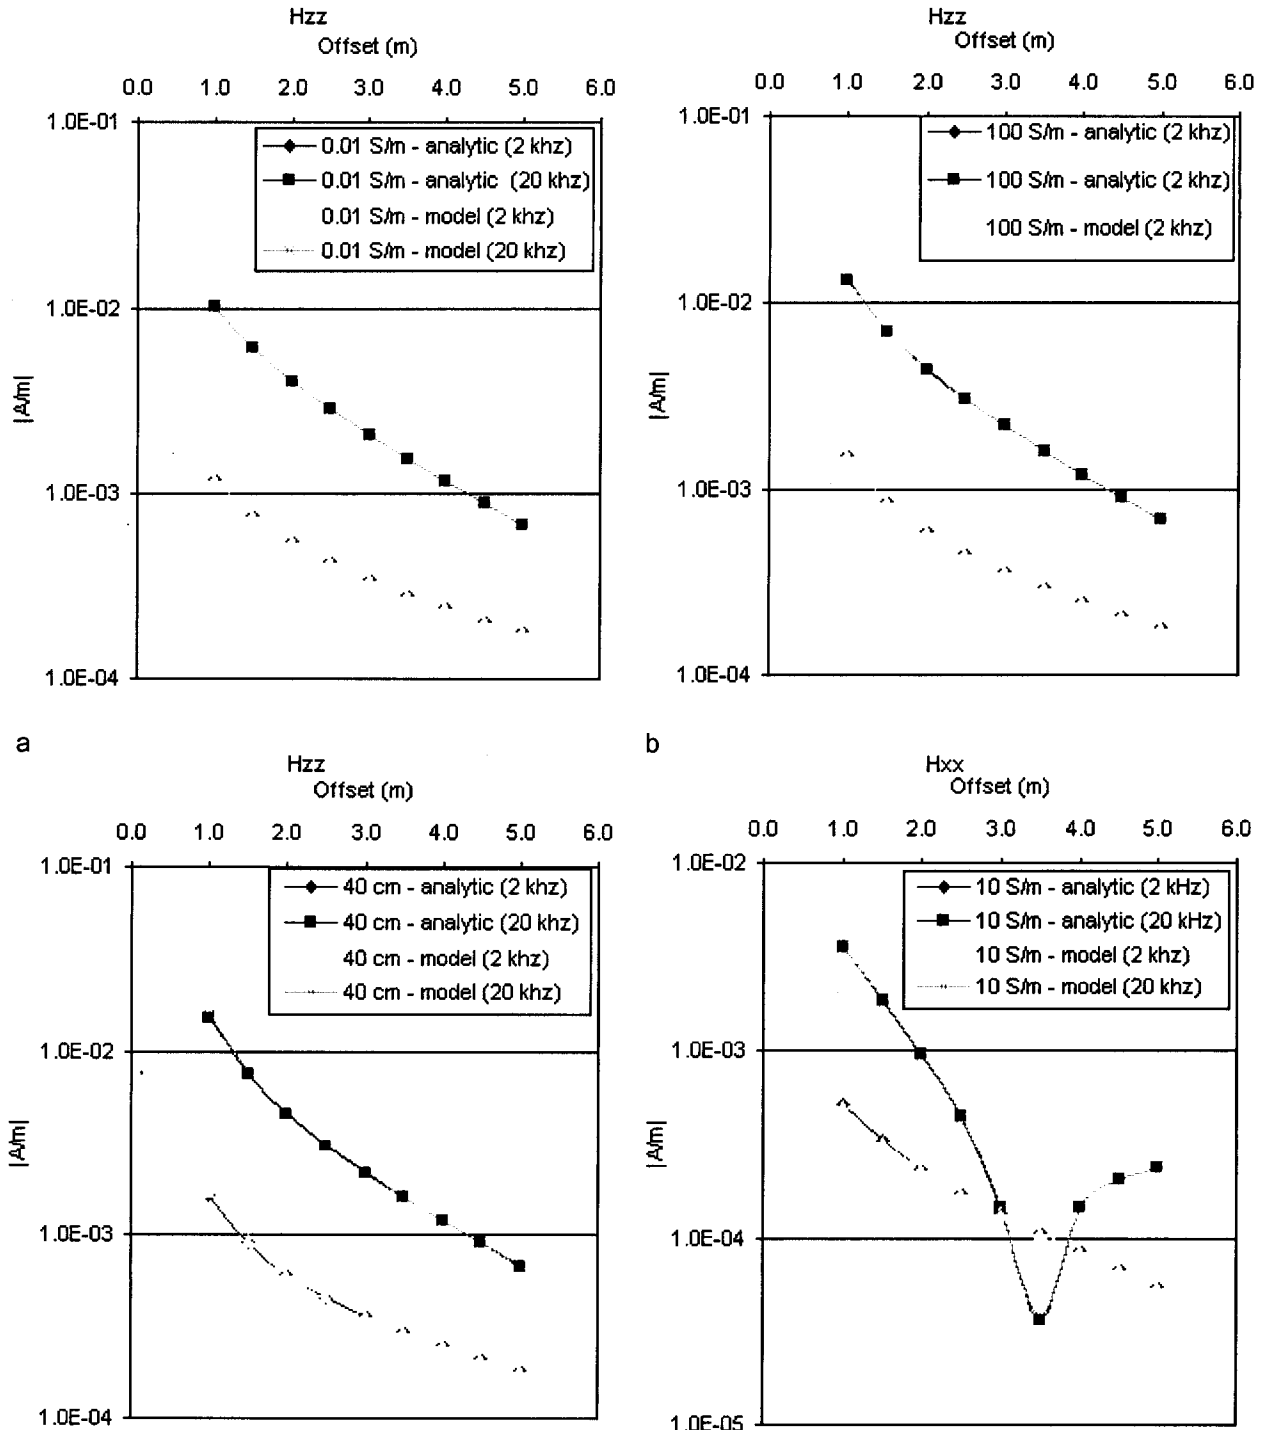 Hzz
Offset (m)
0.0 1.0 2.0 3.0 4.0 5.0 6.0
1.0E-01
0.01 S/m - analytic (2 khz)
0.01 S/m - analytic (20 khz)
0.01 S/m - model (2 khz)
0.01 S/m - model (20 khz)
1.0E-02
|A/m|
1.0E-03
1.0E-04
a
Hzz
Offset (m)
0.0 1.0 2.0 3.0 4.0 5.0 6.0
1.0E-01
100 S/m - analytic (2 khz)
100 S/m - analytic (2 khz)
100 S/m - model (2 khz)
1.0E-02
|A/m|
1.0E-03
1.0E-04
b
Hzz
Offset (m)
0.0 1.0 2.0 3.0 4.0 5.0 6.0
1.0E-01
40 cm - analytic (2 khz)
40 cm - analytic (20 khz)
40 cm - model (2 khz)
40 cm - model (20 khz)
1.0E-02
|A/m|
1.0E-03
1.0E-04
Hxx
Offset (m)
0.0 1.0 2.0 3.0 4.0 5.0 6.0
1.0E-02
10 S/m - analytic (2 kHz)
10 S/m - analytic (20 kHz)
10 S/m - model (2 khz)
10 S/m - model (20 khz)
1.0E-03
|A/m|
1.0E-04
1.0E-05